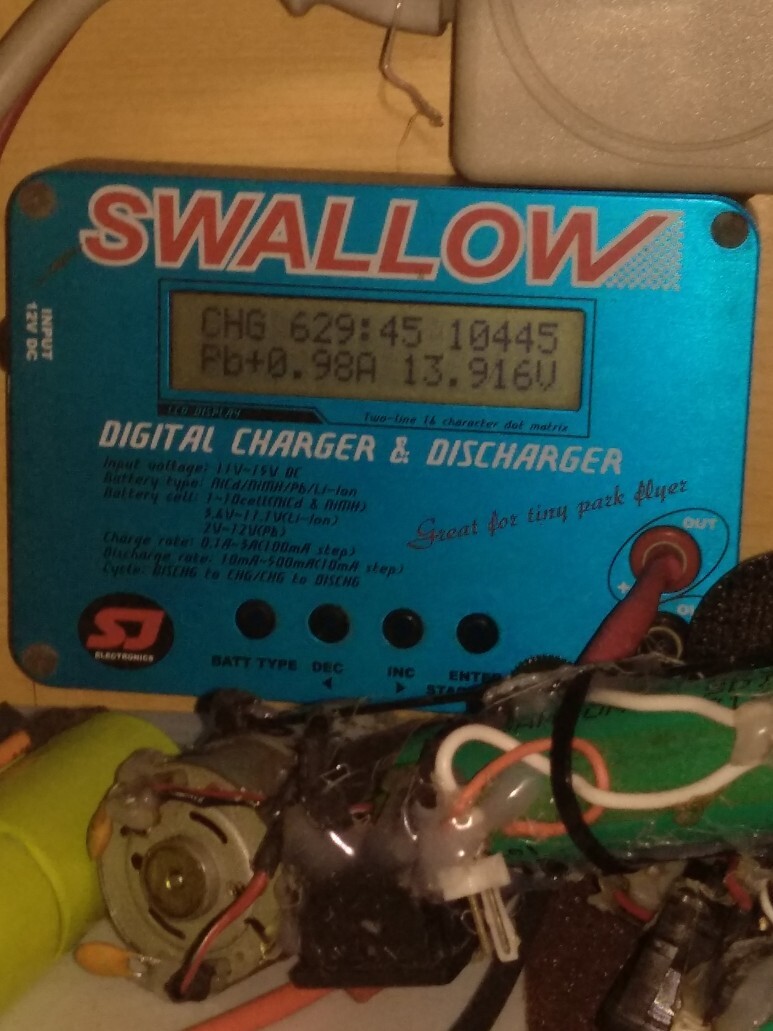 SWALLOW
INPUT
12V DC
CHG 629:45 10445
Pb+0.98A 13.916V
LCD DISPLAY
Two-line 16 character dot matrix
DIGITAL CHARGER & DISCHARGER
Input voltage: 11V~15V DC
Battery type: NiCd/NiMH/Pb/Li-Ion
Battery cell: 1~10cell(NiCd & NiMH)
3,6V~11.1V(Li-Ion)
2V~12V(Pb)
Charge rate: 0.1A~5A(100mA step)
Discharge rate: 10mA~500mA(10mA step)
Cycle: DISCHG to CHG/CHG to DISCHG
Great for tiny park flyer
OUT
+
SJ
ELECTRONICS
BATT TYPE
DEC
INC
ENTER